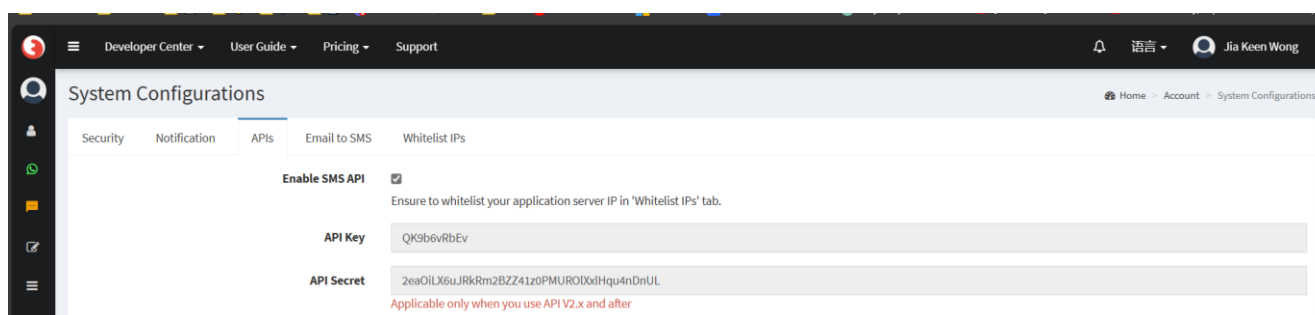 Developer Center User Guide Pricing Support 语言 Jia Keen Wong
System Configurations Home > Account > System Configurations
Security Notification APIs Email to SMS Whitelist IPs
Enable SMS API
Ensure to whitelist your application server IP in 'Whitelist IPs' tab.
API Key QK9b6vRbEv
API Secret 2eaOiLX6uJRkRm2BZZ41z0PMUROlXxlHqu4nDnUL
Applicable only when you use API V2.x and after